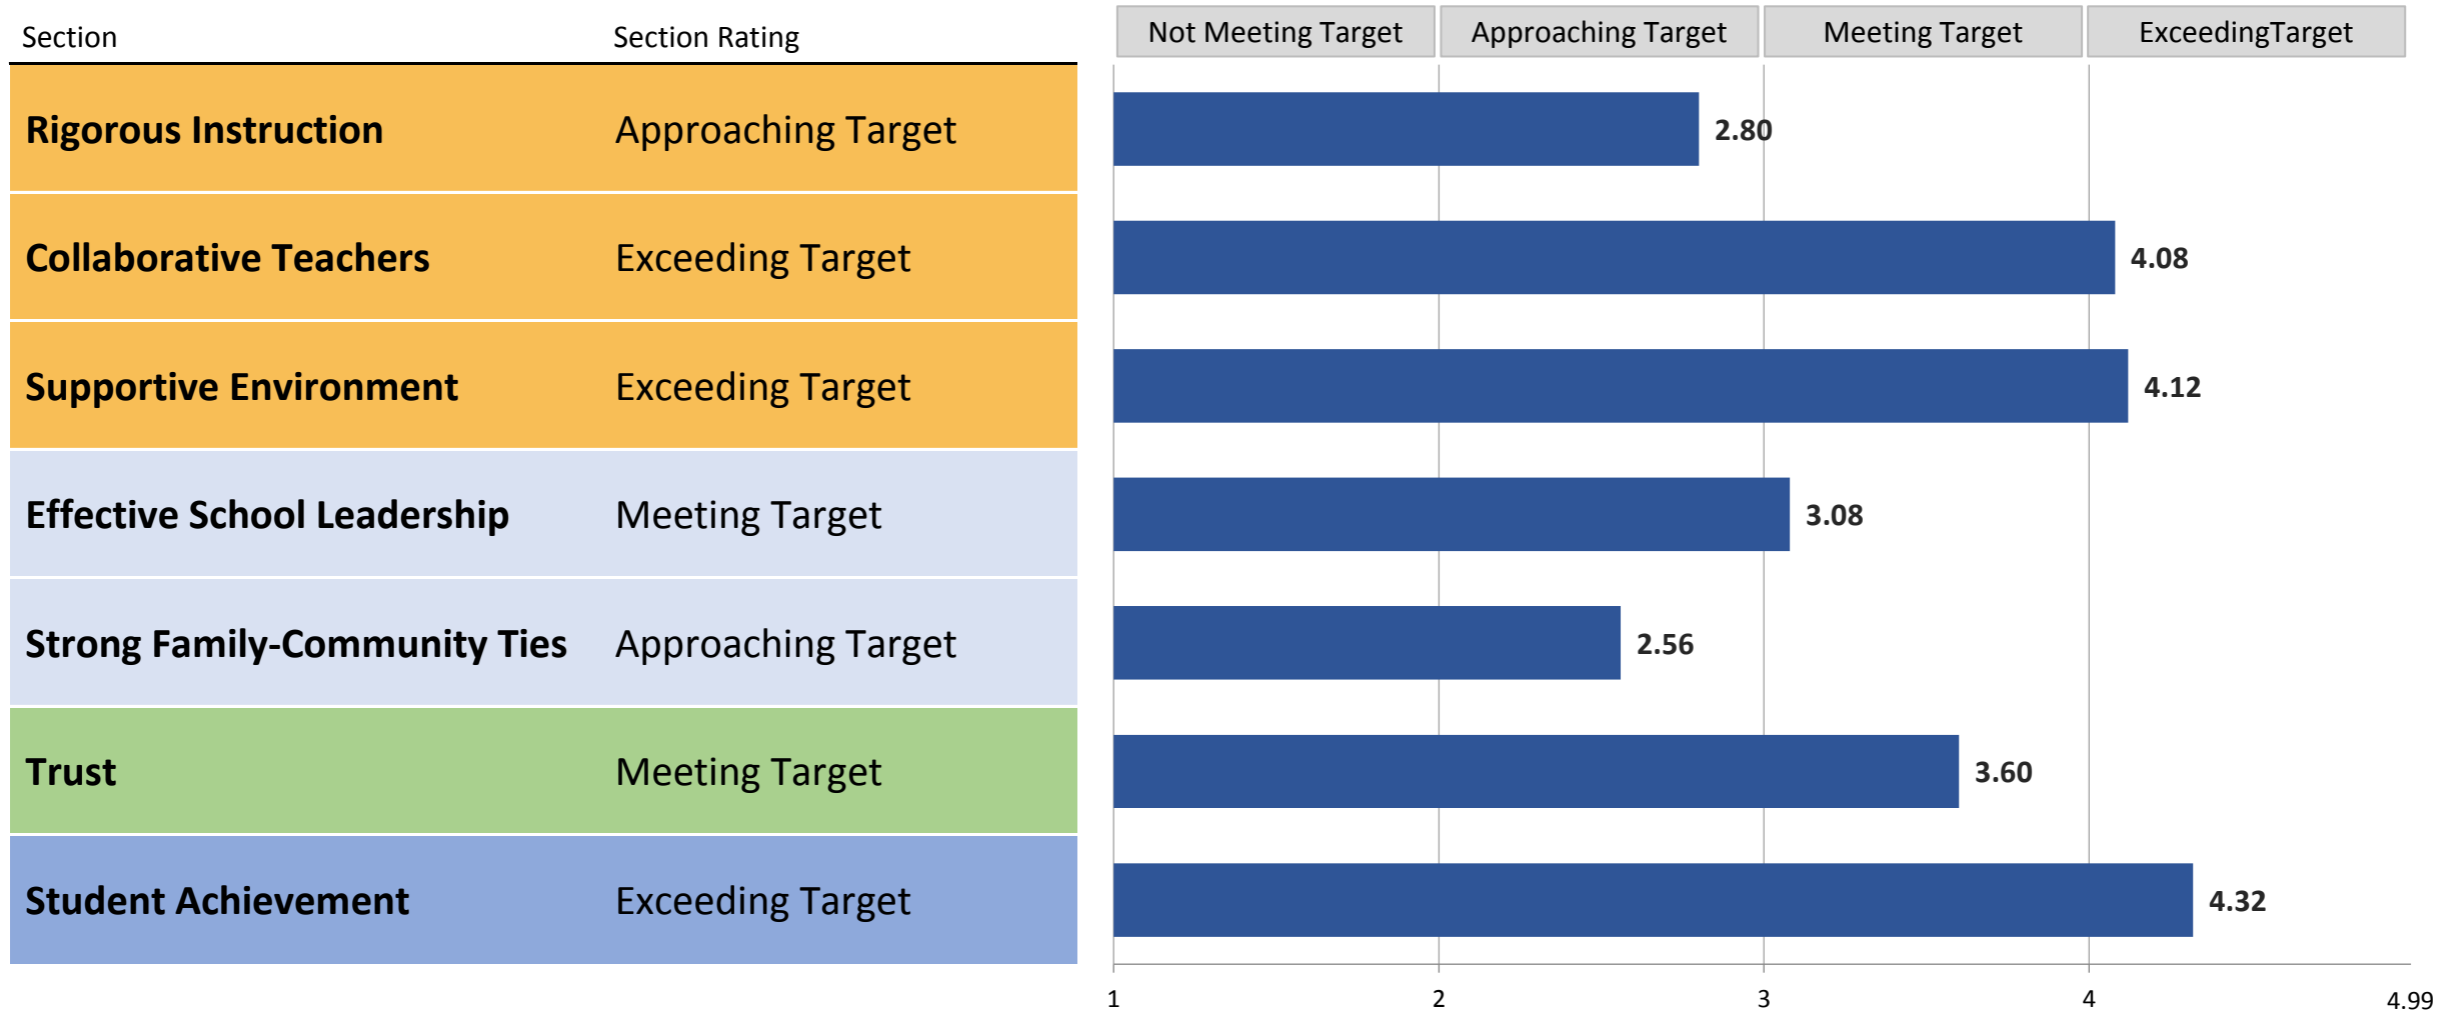 Section Section Rating Not Meeting Target Approaching Target Meeting Target ExceedingTarget
Rigorous Instruction Approaching Target 2.80
Collaborative Teachers Exceeding Target 4.08
Supportive Environment Exceeding Target 4.12
Effective School Leadership Meeting Target 3.08
Strong Family-Community Ties Approaching Target 2.56
Trust Meeting Target 3.60
Student Achievement Exceeding Target 4.32
1 2 3 4 4.99